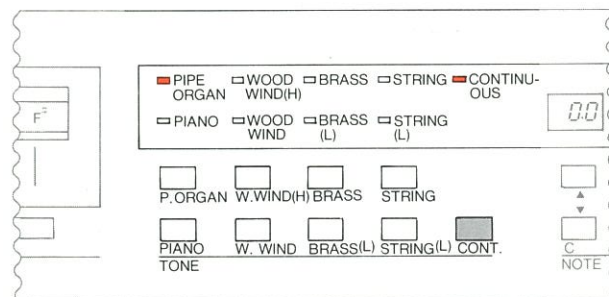 PIPE ORGAN
WOOD WIND(H)
BRASS
STRING
CONTINU-
OUS
PIANO
WOOD WIND
BRASS (L)
STRING (L)
F
0.0
P.ORGAN W.WIND(H) BRASS STRING
PIANO W. WIND BRASS(L) STRING(L) CONT. C
TONE NOTE